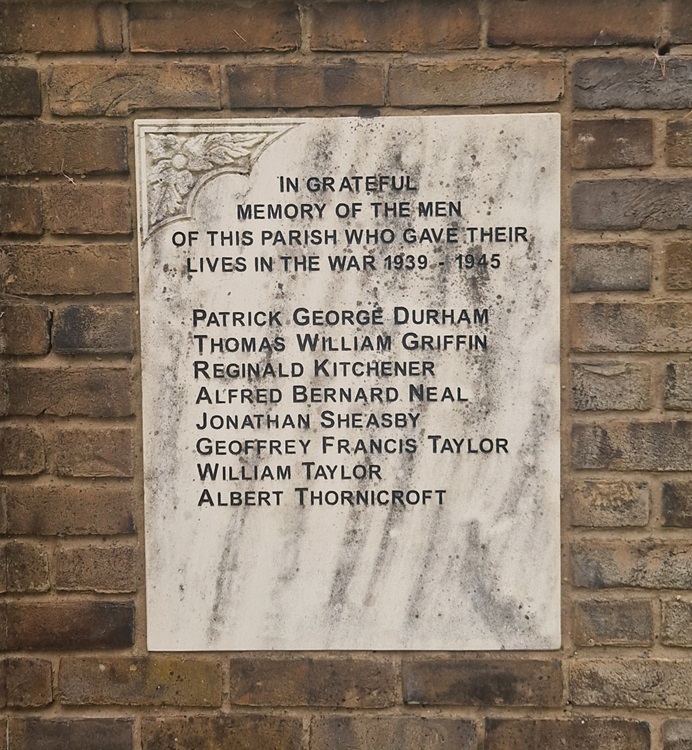 IN GRATEFUL
MEMORY OF THE MEN
OF THIS PARISH WHO GAVE THEIR
LIVES IN THE WAR 1939 - 1945
PATRICK GEORGE DURHAM
THOMAS WILLIAM GRIFFIN
REGINALD KITCHENER
ALFRED BERNARD NEAL
JONATHAN SHEASBY
GEOFFREY FRANCIS TAYLOR
WILLIAM TAYLOR
ALBERT THORNICROFT